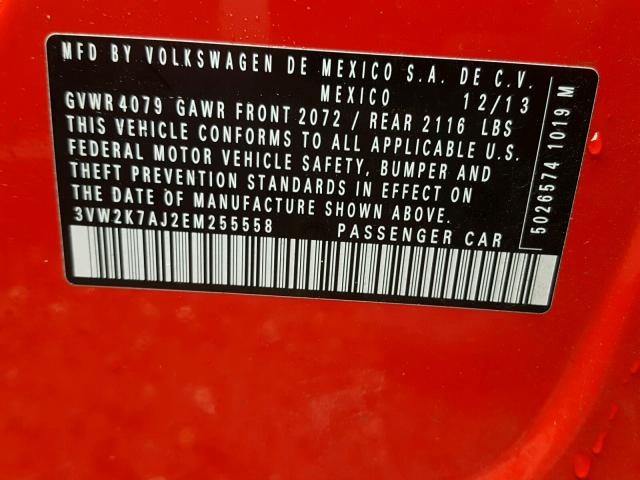 MFD BY VOLKSWAGEN DE MEXICO S.A. DE C.V.
MEXICO 12/13
GVWR 4079 GAWR FRONT 2072 / REAR 2116 LBS
THIS VEHICLE CONFORMS TO ALL APPLICABLE U.S.
FEDERAL MOTOR VEHICLE SAFETY, BUMPER AND
THEFT PREVENTION STANDARDS IN EFFECT ON
THE DATE OF MANUFACTURE SHOWN ABOVE.
3VW2K7AJ2EM255558 PASSENGER CAR
5026574 1019 M